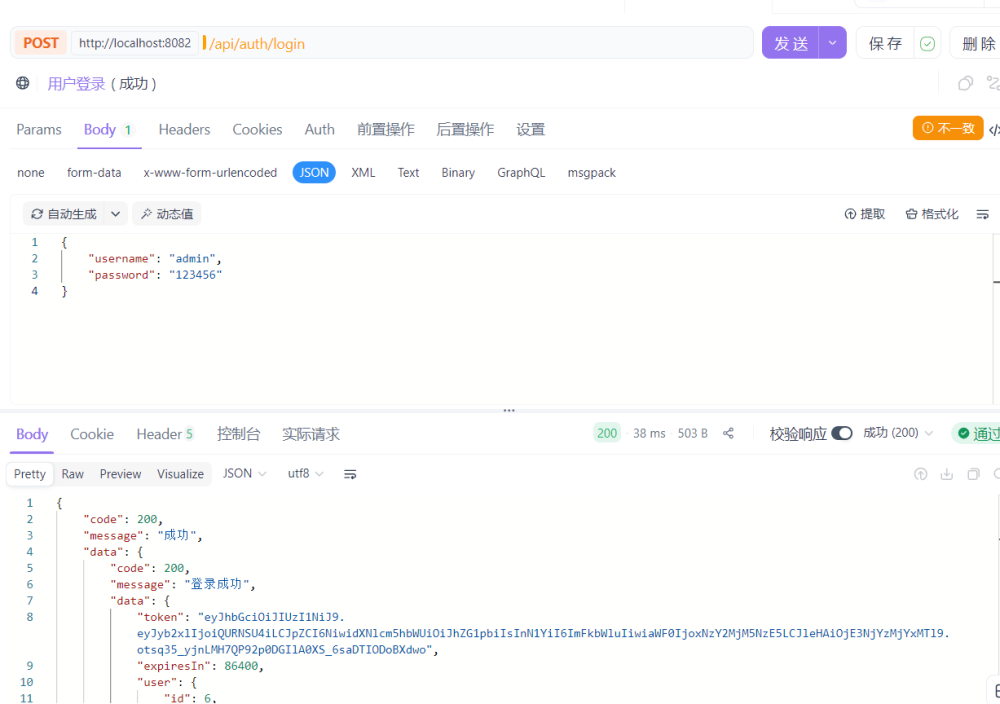 POST http://localhost:8082 /api/auth/login 发送 保存 删除
用户登录（成功）
Params Body 1 Headers Cookies Auth 前置操作 后置操作 设置 不一致
none form-data x-www-form-urlencoded JSON XML Text Binary GraphQL msgpack
自动生成 动态值 提取 格式化
1 {
2 "username": "admin",
3 "password": "123456"
4 }
Body Cookie Header 5 控制台 实际请求 200 38 ms 503 B 校验响应 成功 (200) 通过
Pretty Raw Preview Visualize JSON utf8
1 {
2 "code": 200,
3 "message": "成功",
4 "data": {
5 "code": 200,
6 "message": "登录成功",
7 "data": {
8 "token": "eyJhbGciOiJIUzI1NiJ9.
eyJyb2xlIjoiQURNSU4iLCJpZCI6NiwidXNlcm5hbWUiOiJhZG1pbiIsInN1YiI6ImFkbWluIiwiaWF0IjoxNzY2MjM5NzE5LCJleHAiOjE3NjYzMjYxMTl9.
otsq35_yjnLMH7QP92p0DGIlA0XS_6saDTIODoBXdwo",
9 "expiresIn": 86400,
10 "user": {
11 "id": 6,